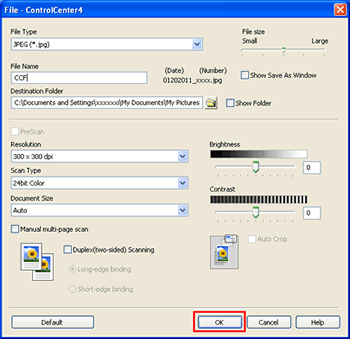 File - ControlCenter4
File Type
JPEG (*.jpg)
File size
Small Large
File Name
CCF
(Date) (Number)
01202011_xxxx.jpg
Show Save As Window
Destination Folder
C:\Documents and Settings\xxxxxx\My Documents\My Pictures
Show Folder
PreScan
Resolution
300 x 300 dpi
Brightness
0
Scan Type
24bit Color
Contrast
0
Document Size
Auto
Manual multi-page scan
Duplex(two-sided) Scanning
Auto Crop
Long-edge binding
Short-edge binding
Default OK Cancel Help